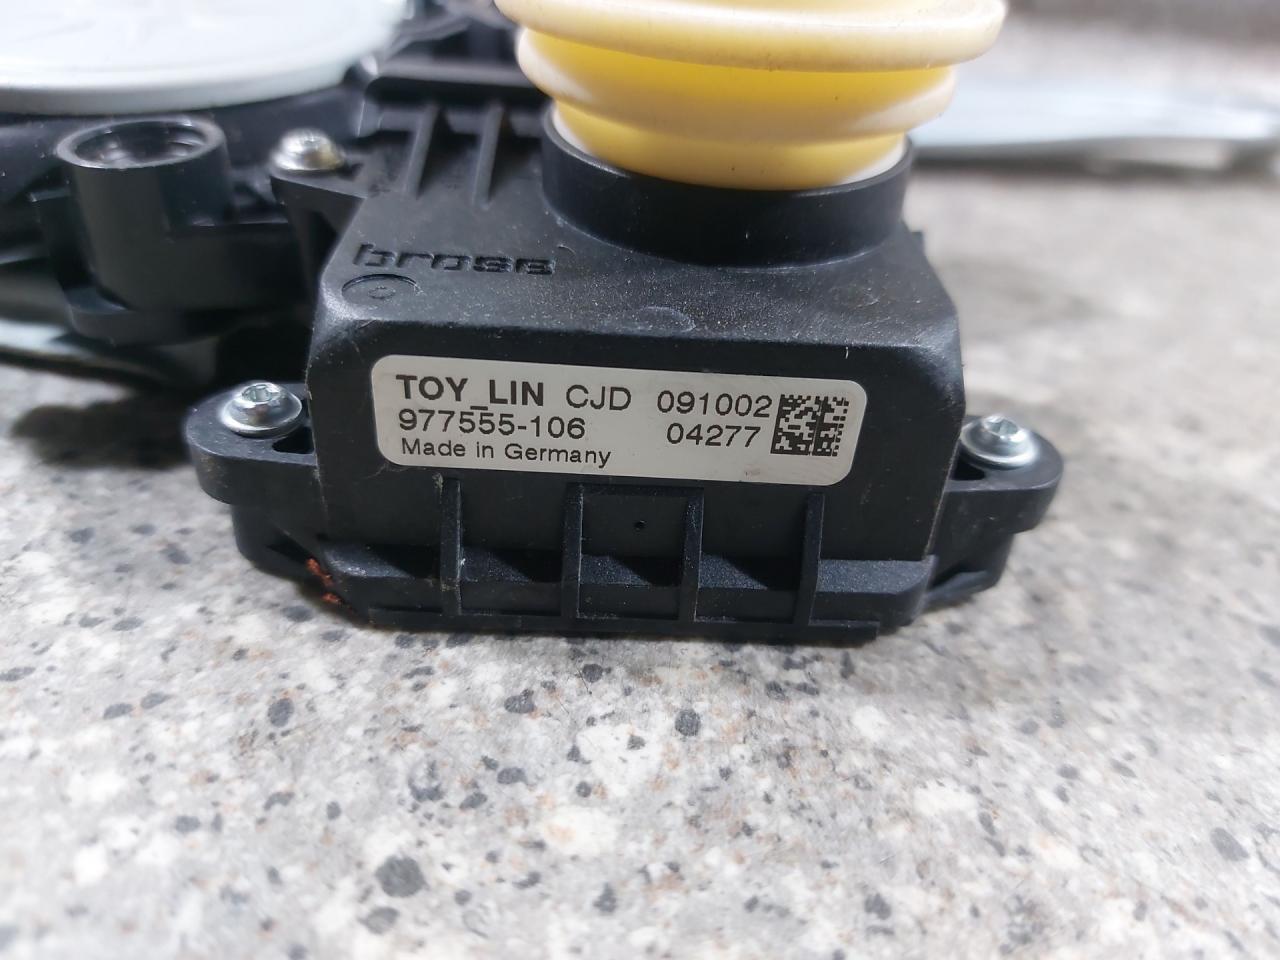 brose
TOY_LIN CJD 091002
977555-106 04277
Made in Germany